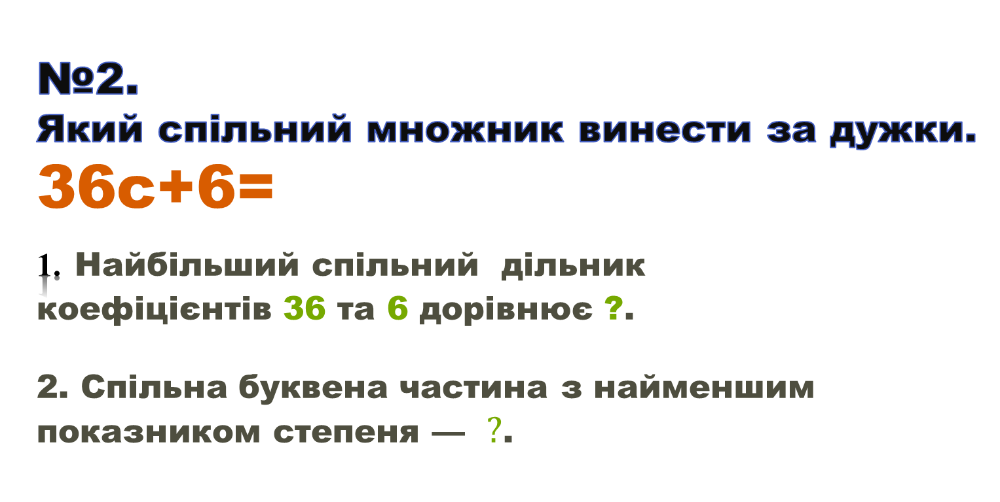 №2.
Який спільний множник винести за дужки.
36с+6=
1. Найбільший спільний дільник
коефіцієнтів 36 та 6 дорівнює ?.
2. Спільна буквена частина з найменшим
показником степеня — ?.